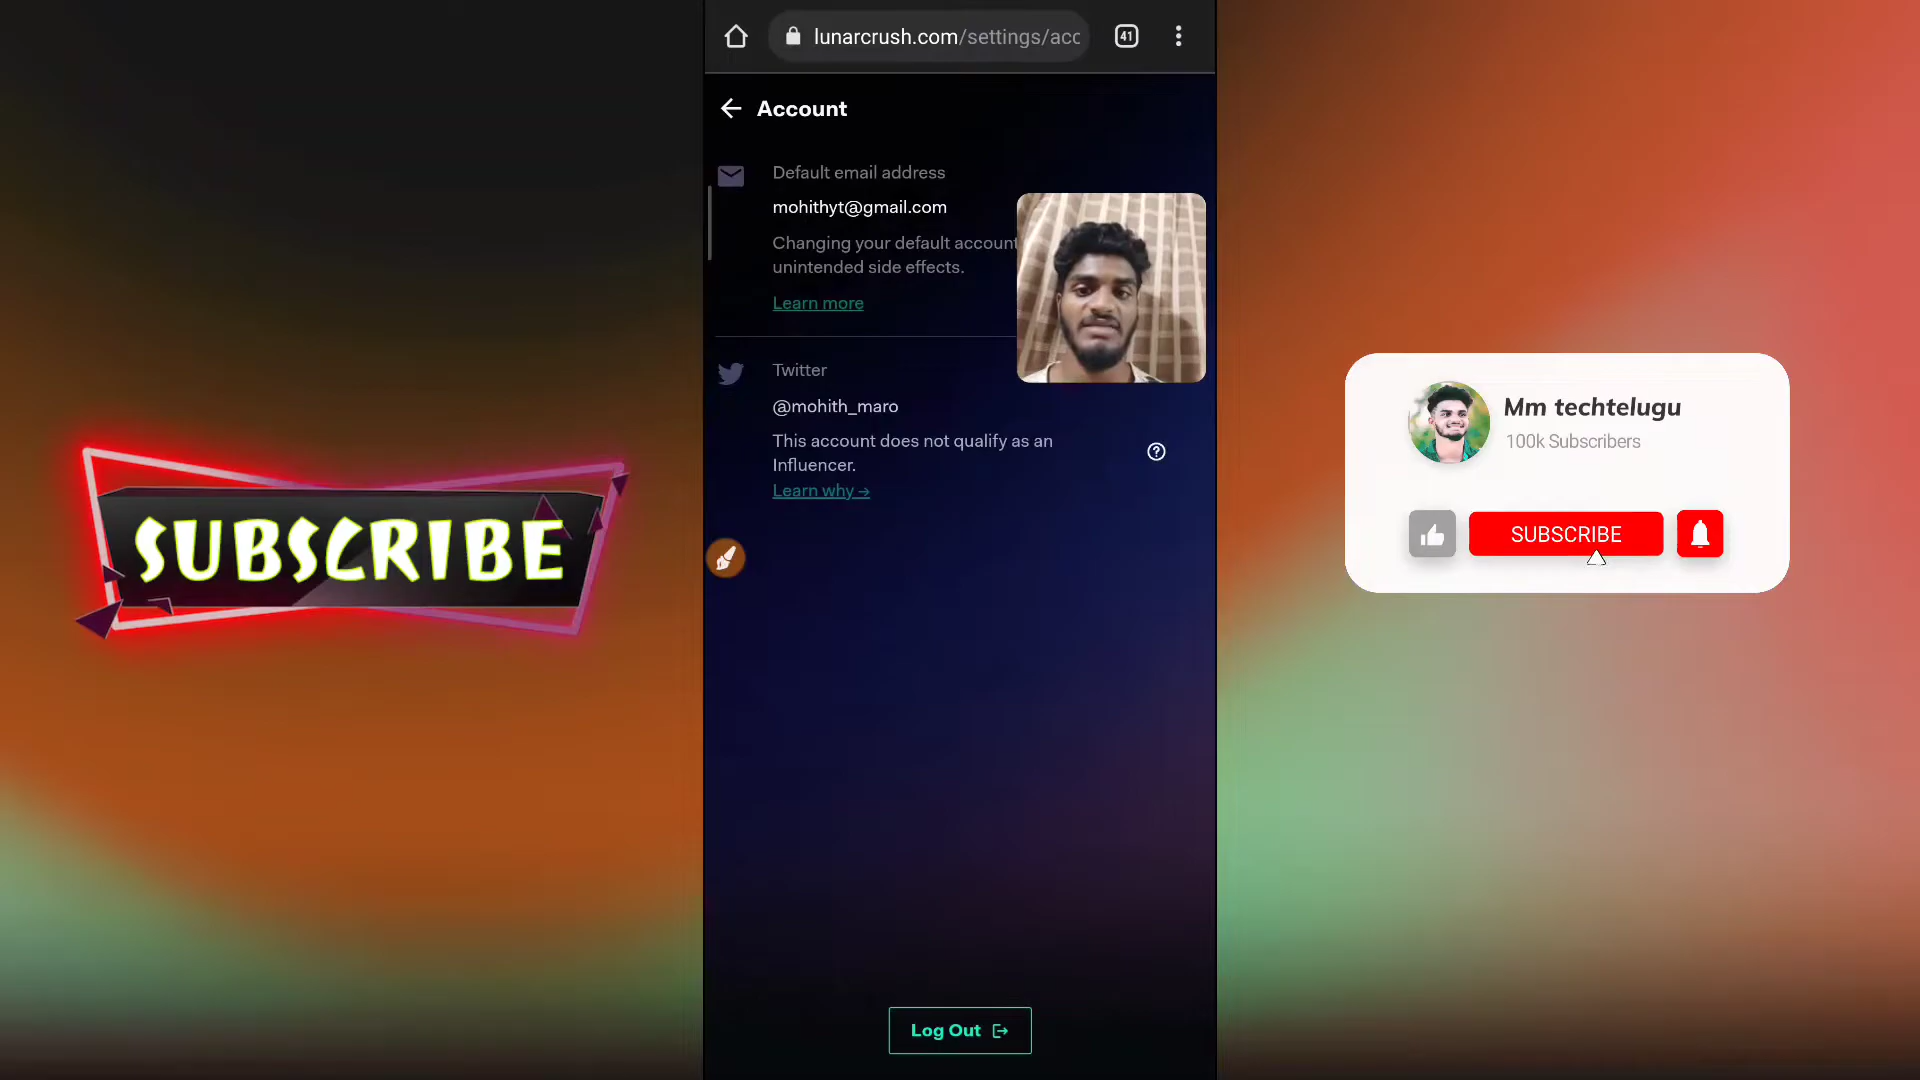 lunarcrush.com/settings/acc
41
Account
Default email address
mohithyt@gmail.com
Changing your default account
unintended side effects.
Learn more
Twitter
@mohith_maro
This account does not qualify as an
Influencer.
Learn why →
Log Out
SUBSCRIBE
Mm techtelugu
100k Subscribers
SUBSCRIBE